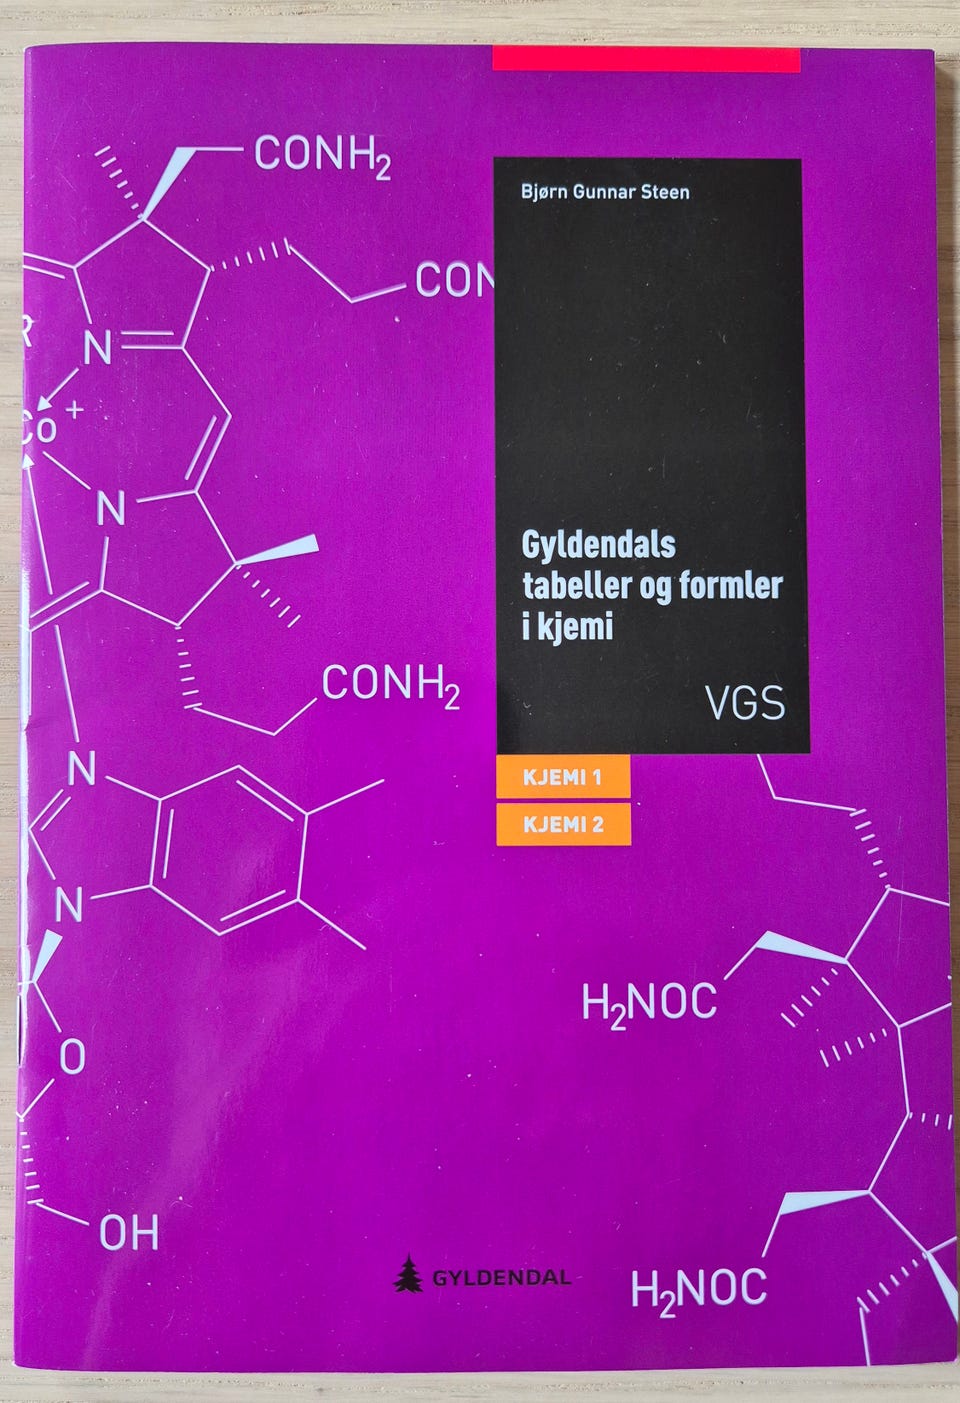 CONH2
Bjørn Gunnar Steen
CON
R
N
Co+
N
Gyldendals
tabeller og formler
i kjemi
CONH2
VGS
N
KJEMI 1
KJEMI 2
N
H2NOC
O
OH
GYLDENDAL
H2NOC